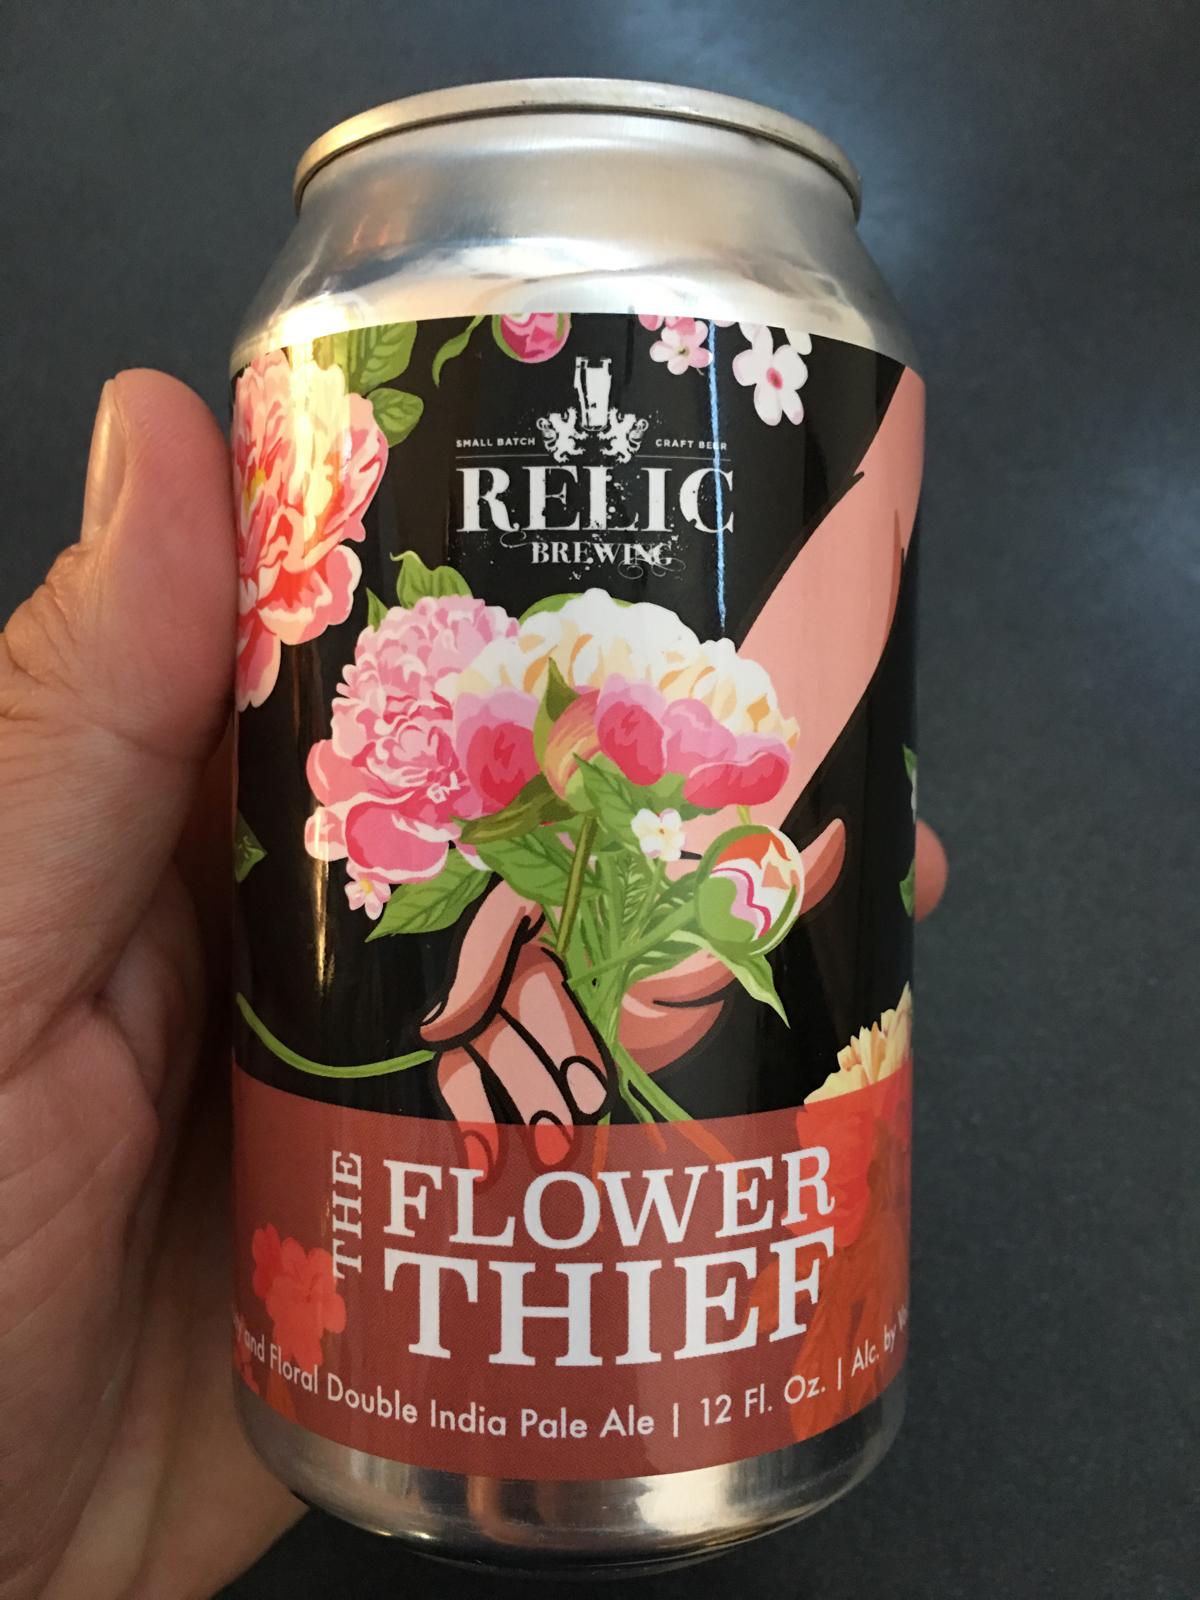 SMALL BATCH CRAFT BEER
RELIC
BREWING
THE
FLOWER
THIEF
and Floral Double India Pale Ale | 12 Fl. Oz. | Alc. by